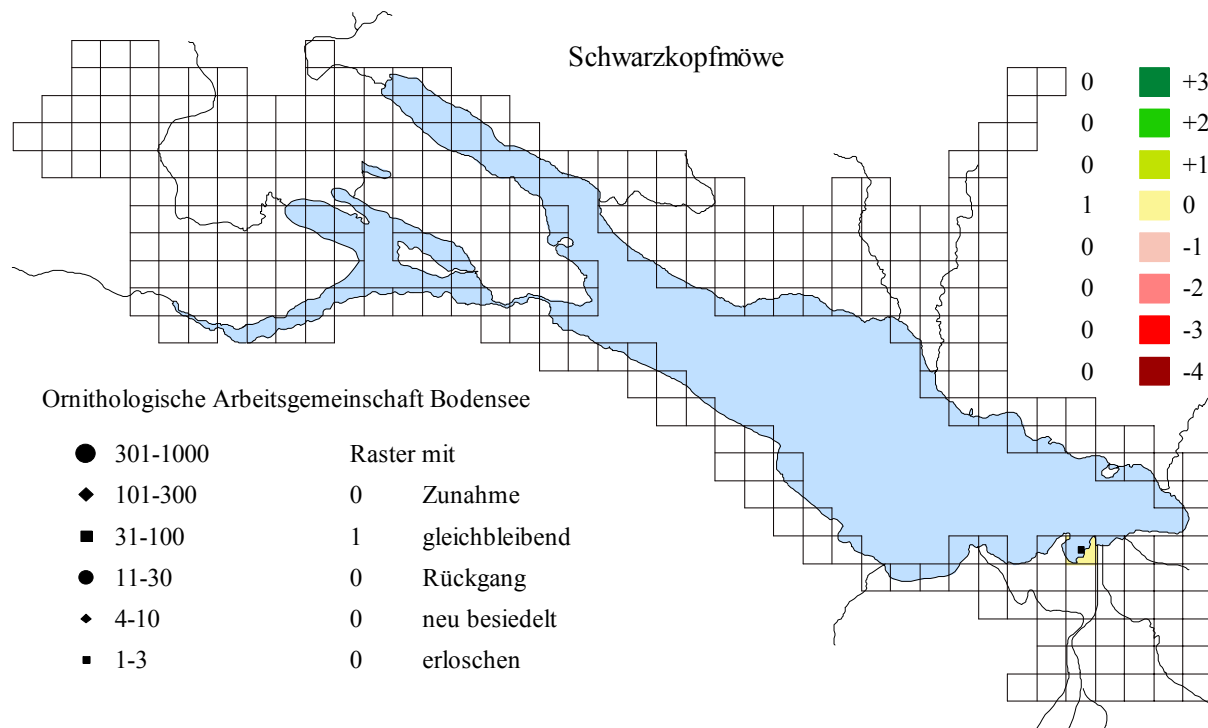 Schwarzkopfmöwe
0 +3
0 +2
0 +1
1 0
0 -1
0 -2
0 -3
0 -4
Ornithologische Arbeitsgemeinschaft Bodensee
301-1000 Raster mit
101-300 0 Zunahme
31-100 1 gleichbleibend
11-30 0 Rückgang
4-10 0 neu besiedelt
1-3 0 erloschen